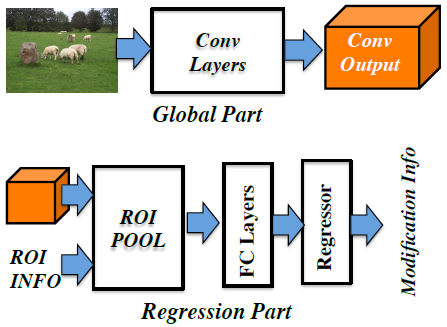 Conv
Layers
Conv
Output
Global Part
ROI
POOL
FC Layers
Regressor
Modification Info
ROI
INFO
Regression Part